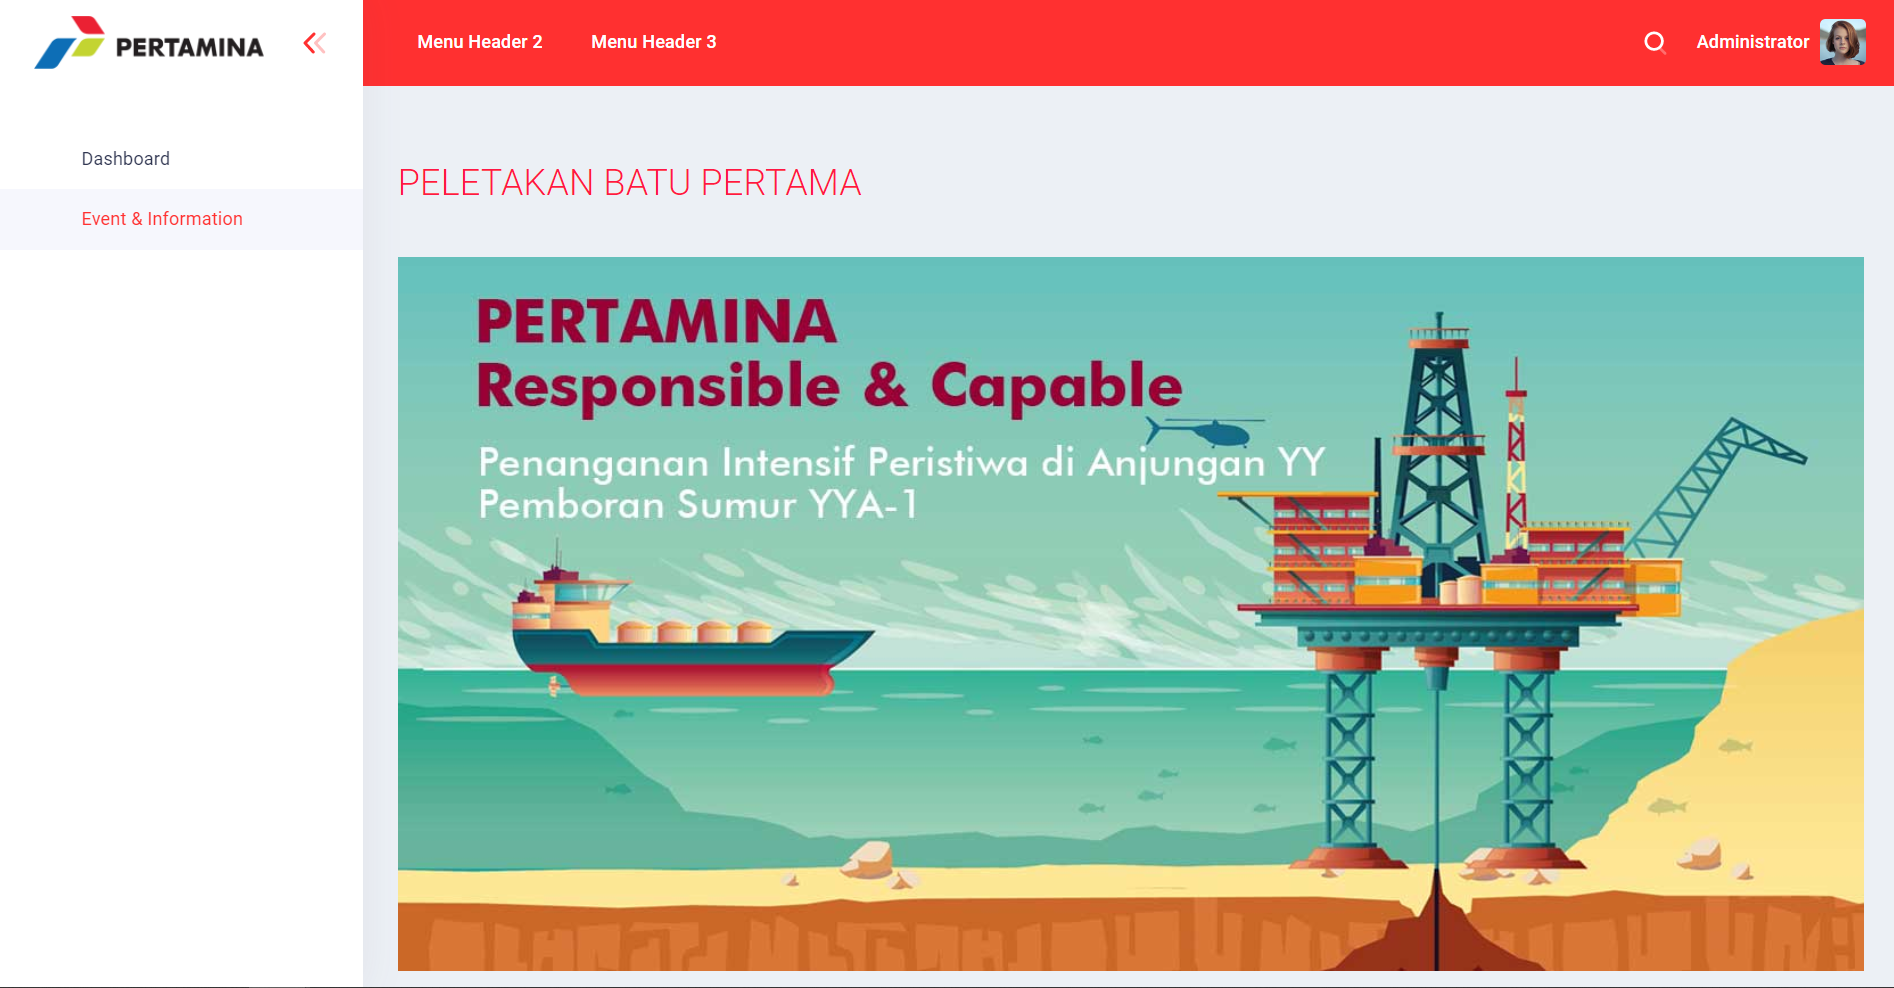 PERTAMINA
Menu Header 2
Menu Header 3
Administrator
Dashboard
Event & Information
PELETAKAN BATU PERTAMA
PERTAMINA
Responsible & Capable
Penanganan Intensif Peristiwa di Anjungan YY
Pemboran Sumur YYA-1